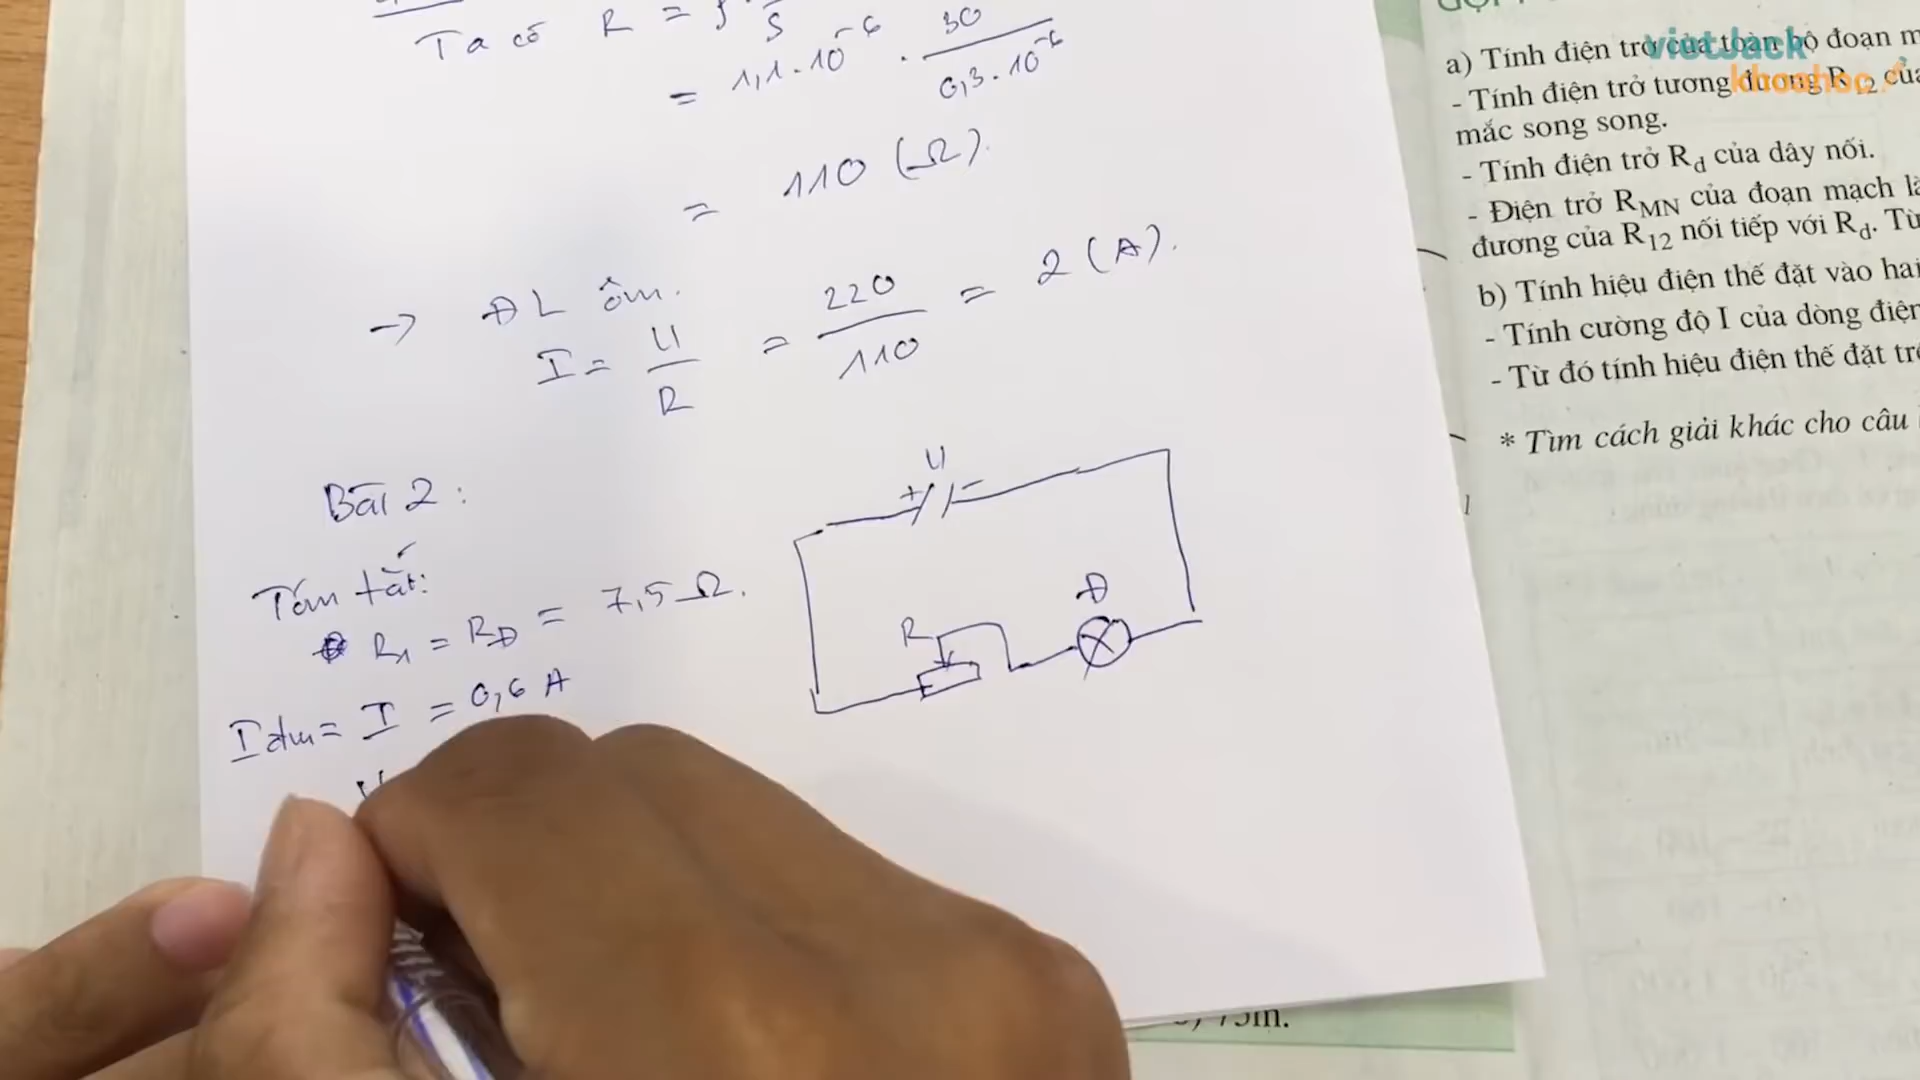 Ta có R = ρ.
S
= 1,1.10⁻⁶ . 30
0,3.10⁻⁶
= 110 (Ω).
→ ĐL ôm.
I = U/R = 220/110 = 2 (A).
Bài 2 :
Tóm tắt:
R₁ = R_Đ = 7,5 Ω.
Iđm = I = 0,6 A
U
+ -
R
Đ
vietJack
khoahoc
a) Tính điện trở của toàn bộ đoạn m
- Tính điện trở tương đương R₁₂ củ
mắc song song.
- Tính điện trở R_d của dây nối.
- Điện trở R_MN của đoạn mạch l
đương của R₁₂ nối tiếp với R_d. Từ
b) Tính hiệu điện thế đặt vào hai
- Tính cường độ I của dòng điện
- Từ đó tính hiệu điện thế đặt tr
* Tìm cách giải khác cho câu
75m.